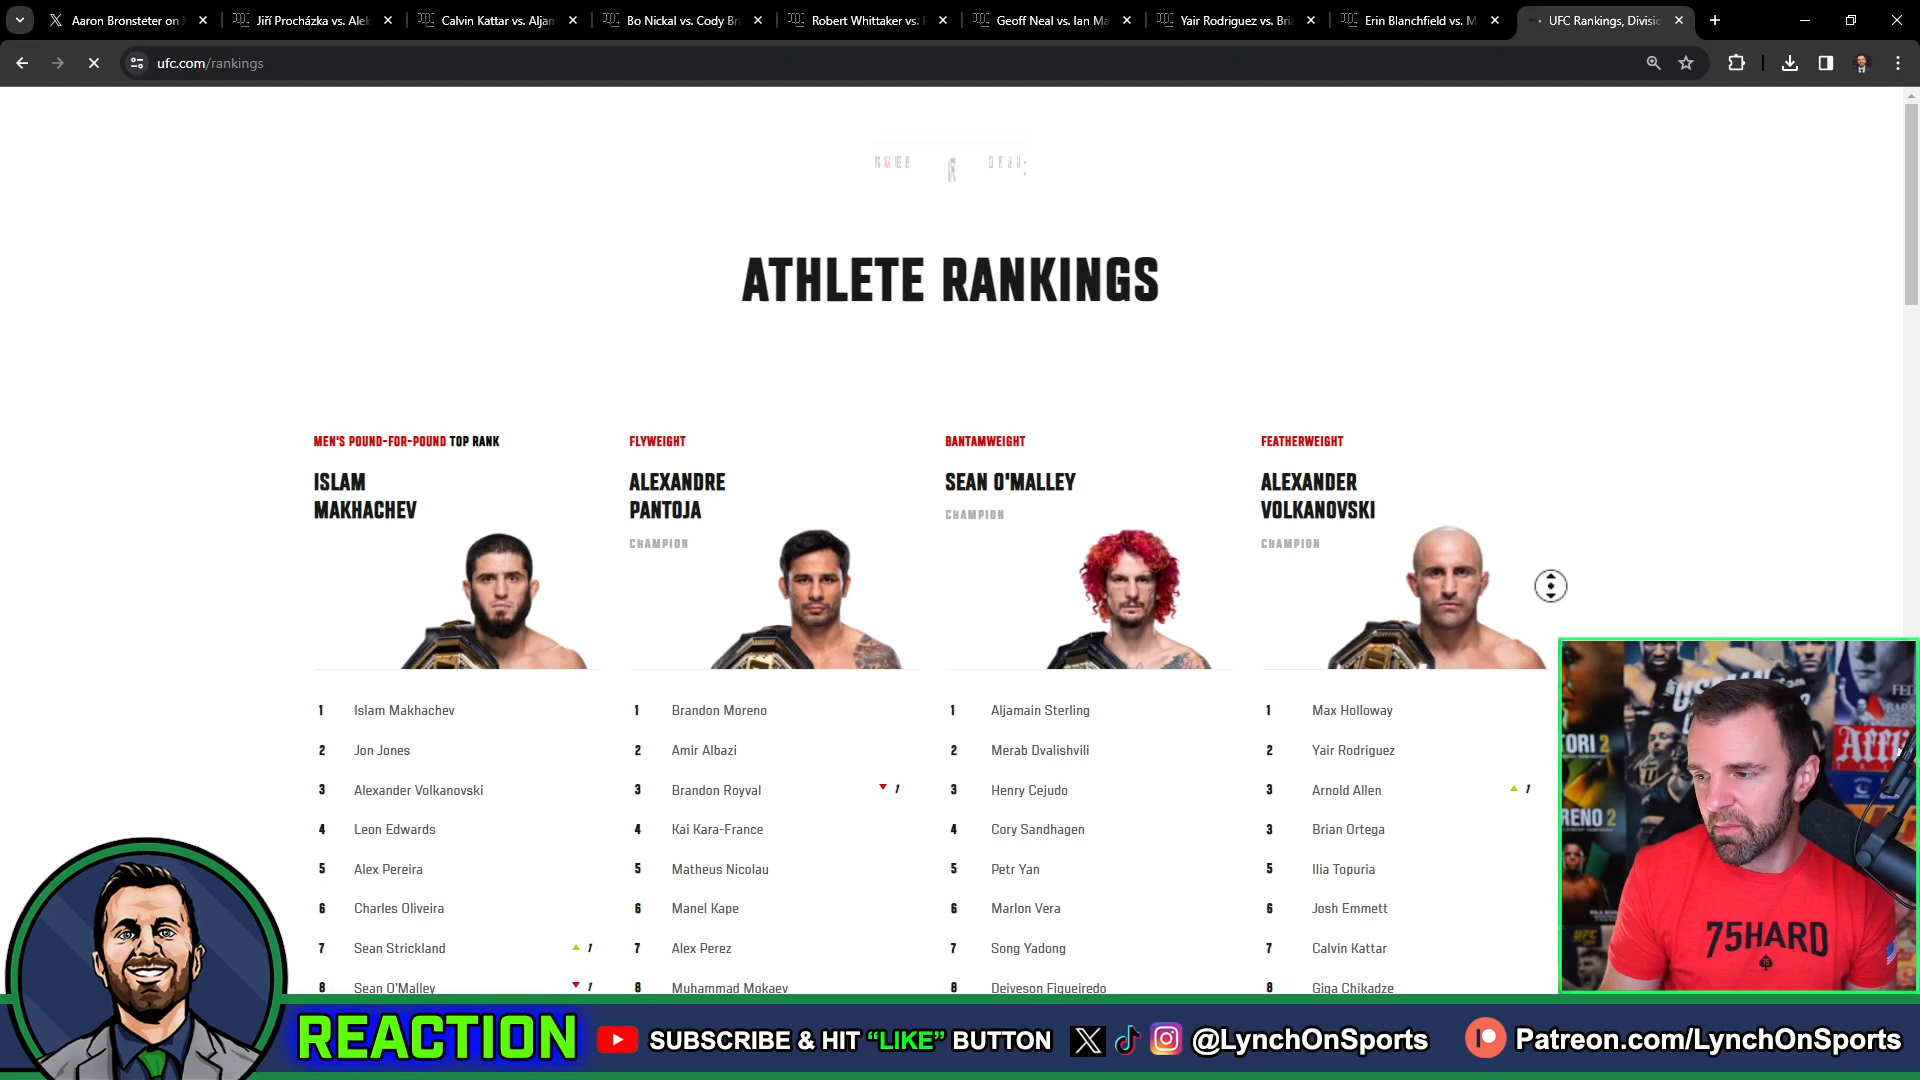 Aaron Bronsteter on
Jiří Procházka vs. Alek
Calvin Kattar vs. Aljam
Bo Nickal vs. Cody Br
Robert Whittaker vs.
Geoff Neal vs. Ian Ma
Yair Rodriguez vs. Bria
Erin Blanchfield vs. M
UFC Rankings, Divisio
ufc.com/rankings
ATHLETE RANKINGS
MEN'S POUND-FOR-POUND TOP RANK
ISLAM
MAKHACHEV
1 Islam Makhachev
2 Jon Jones
3 Alexander Volkanovski
4 Leon Edwards
5 Alex Pereira
6 Charles Oliveira
7 Sean Strickland 1
8 Sean O'Malley 1
FLYWEIGHT
ALEXANDRE
PANTOJA
CHAMPION
1 Brandon Moreno
2 Amir Albazi
3 Brandon Royval 1
4 Kai Kara-France
5 Matheus Nicolau
6 Manel Kape
7 Alex Perez
8 Muhammad Mokaev
BANTAMWEIGHT
SEAN O'MALLEY
CHAMPION
1 Aljamain Sterling
2 Merab Dvalishvili
3 Henry Cejudo
4 Cory Sandhagen
5 Petr Yan
6 Marlon Vera
7 Song Yadong
8 Deiveson Figueiredo
FEATHERWEIGHT
ALEXANDER
VOLKANOVSKI
CHAMPION
1 Max Holloway
2 Yair Rodriguez
3 Arnold Allen 1
3 Brian Ortega
5 Ilia Topuria
6 Josh Emmett
7 Calvin Kattar
8 Giga Chikadze
TORI 2
RENO 2
75HARD
REACTION
SUBSCRIBE & HIT “LIKE” BUTTON
@LynchOnSports
Patreon.com/LynchOnSports